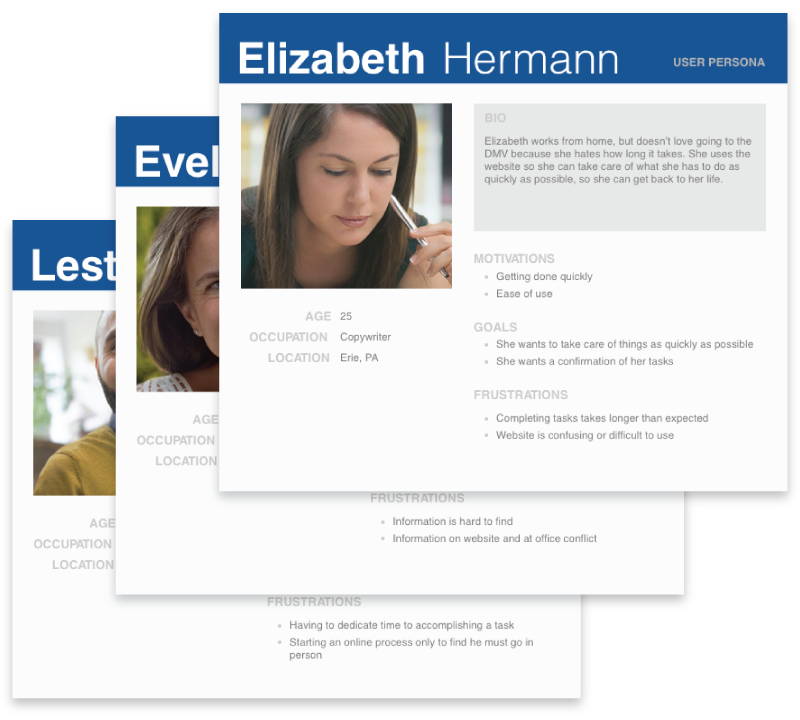 Elizabeth Hermann
USER PERSONA
BIO
Elizabeth works from home, but doesn't love going to the
DMV because she hates how long it takes. She uses the
website so she can take care of what she has to do as
quickly as possible, so she can get back to her life.
MOTIVATIONS
Getting done quickly
Ease of use
GOALS
She wants to take care of things as quickly as possible
She wants a confirmation of her tasks
FRUSTRATIONS
Completing tasks takes longer than expected
Website is confusing or difficult to use
AGE 25
OCCUPATION Copywriter
LOCATION Erie, PA
Evel
AGE
OCCUPATION
LOCATION
FRUSTRATIONS
Information is hard to find
Information on website and at office conflict
Lest
AGE
OCCUPATION
LOCATION
FRUSTRATIONS
Having to dedicate time to accomplishing a task
Starting an online process only to find he must go in
person